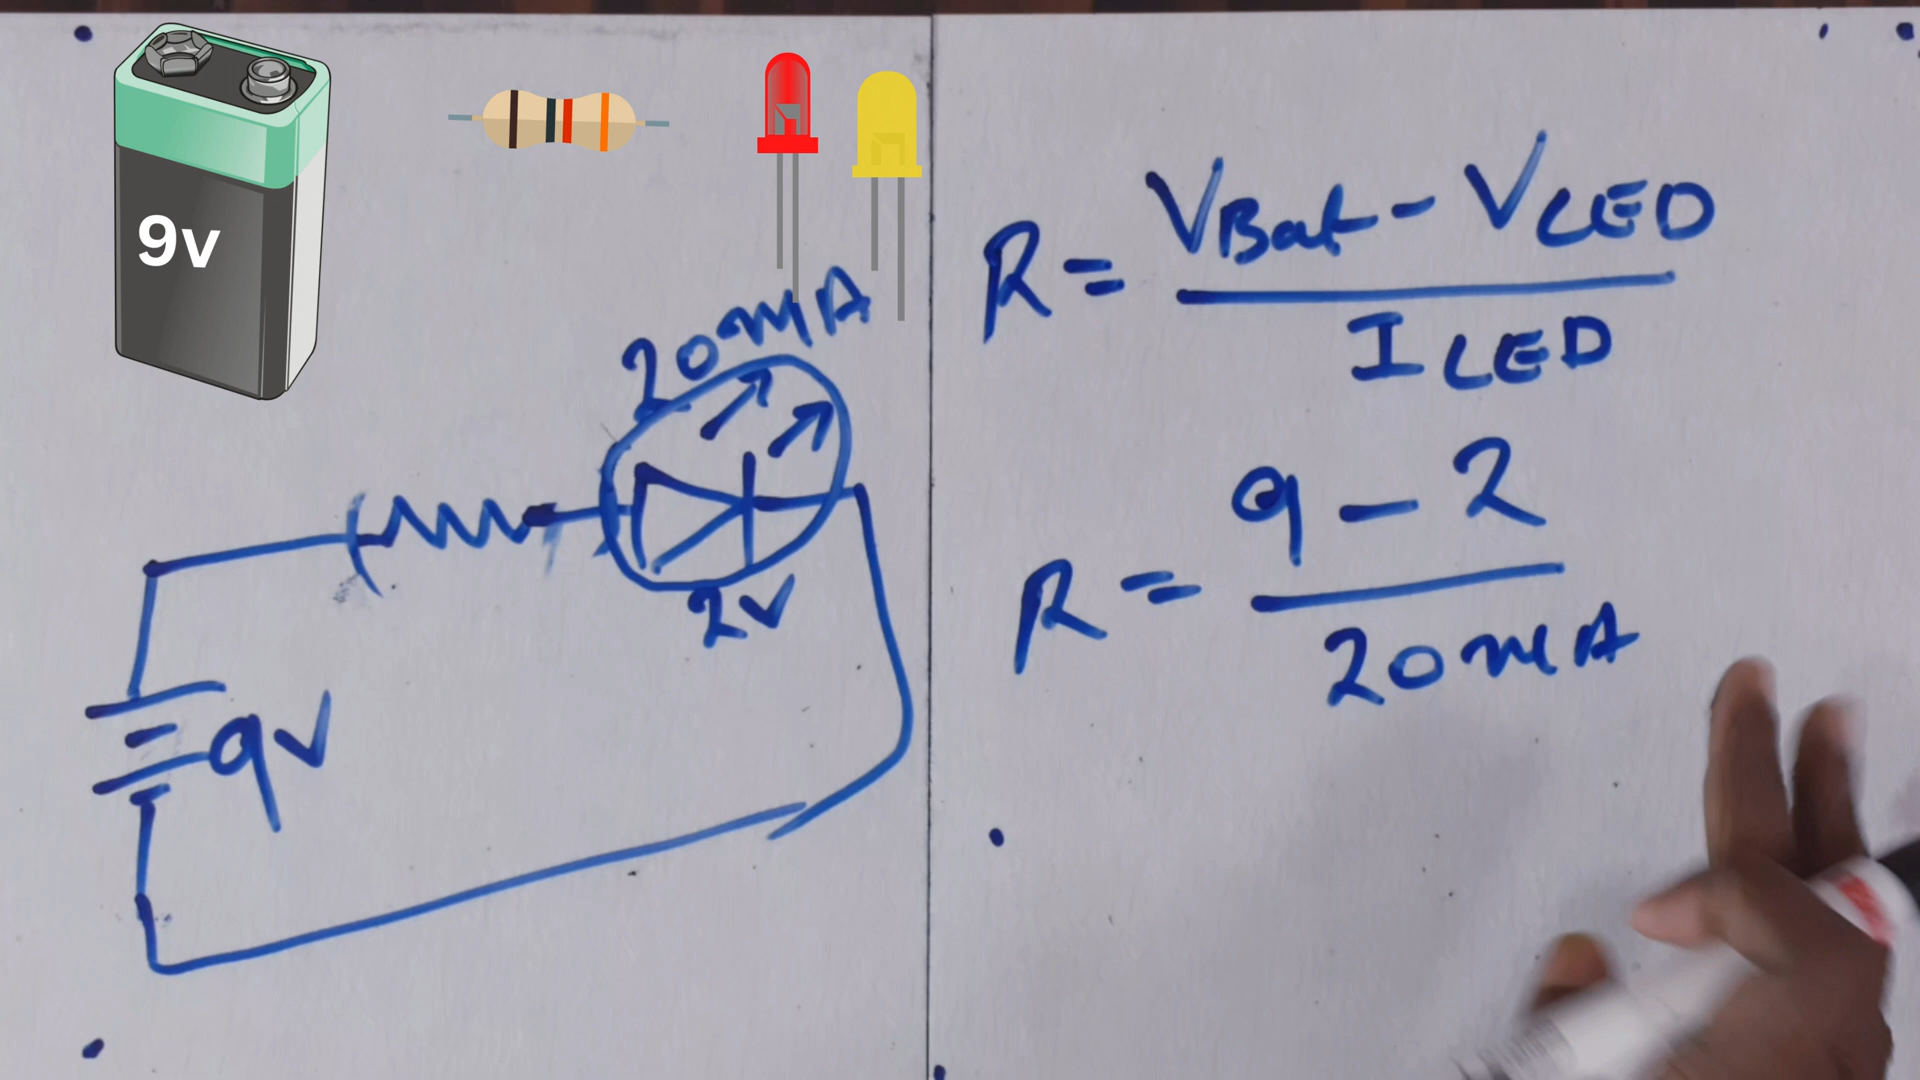 9v
20mA
2v
9v
R = VBat - VLED
ILED
R = 9 - 2
20mA